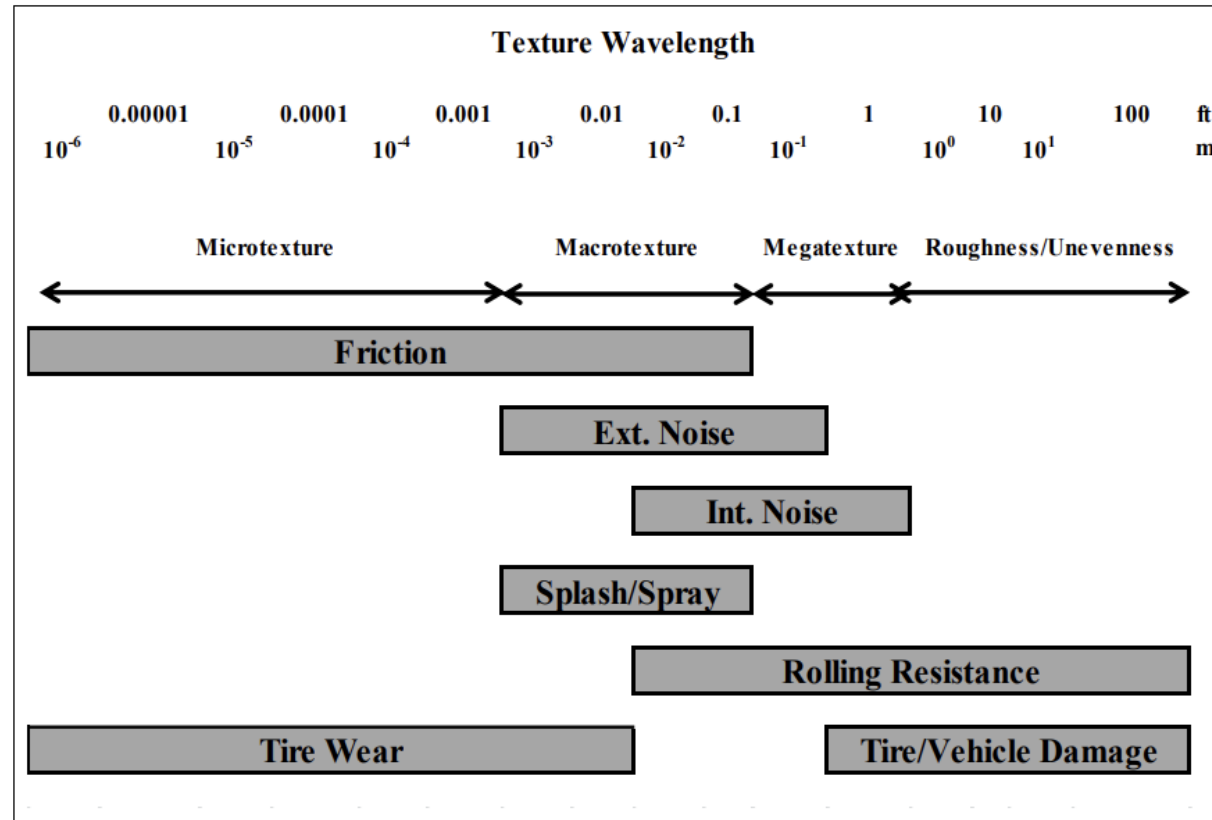 Texture Wavelength
0.00001 0.0001 0.001 0.01 0.1 1 10 100 ft
10⁻⁶ 10⁻⁵ 10⁻⁴ 10⁻³ 10⁻² 10⁻¹ 10⁰ 10¹ m
Microtexture Macrotexture Megatexture Roughness/Unevenness
Friction
Ext. Noise
Int. Noise
Splash/Spray
Rolling Resistance
Tire Wear Tire/Vehicle Damage